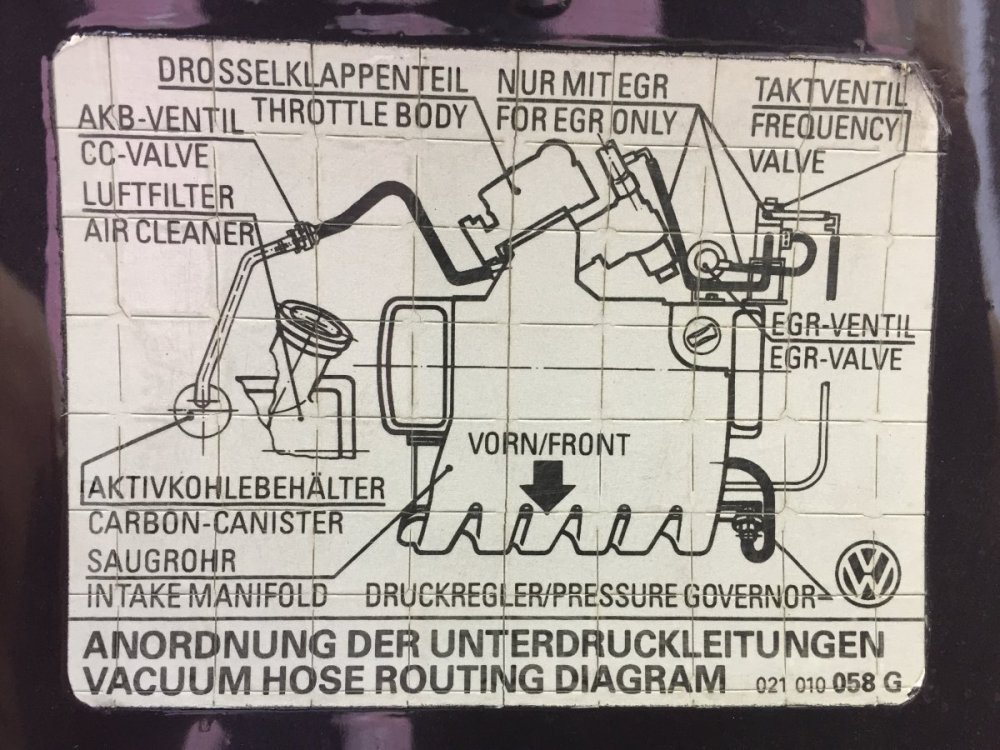 DROSSELKLAPPENTEIL
THROTTLE BODY
NUR MIT EGR
FOR EGR ONLY
TAKTVENTIL
FREQUENCY
VALVE
AKB-VENTIL
CC-VALVE
LUFTFILTER
AIR CLEANER
EGR-VENTIL
EGR-VALVE
VORN/FRONT
AKTIVKOHLEBEHÄLTER
CARBON-CANISTER
SAUGROHR
INTAKE MANIFOLD
DRUCKREGLER/PRESSURE GOVERNOR
VW
ANORDNUNG DER UNTERDRUCKLEITUNGEN
VACUUM HOSE ROUTING DIAGRAM 021 010 058 G